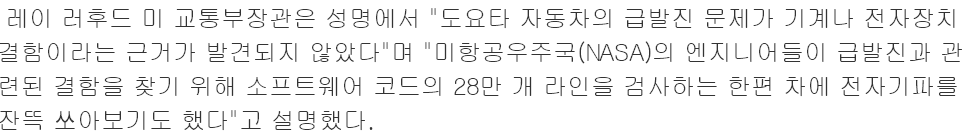 레이 러후드 미 교통부장관은 성명에서 "도요타 자동차의 급발진 문제가 기계나 전자장치
결함이라는 근거가 발견되지 않았다"며 "미항공우주국(NASA)의 엔지니어들이 급발진과 관
련된 결함을 찾기 위해 소프트웨어 코드의 28만 개 라인을 검사하는 한편 차에 전자기파를
잔뜩 쏘아보기도 했다"고 설명했다.